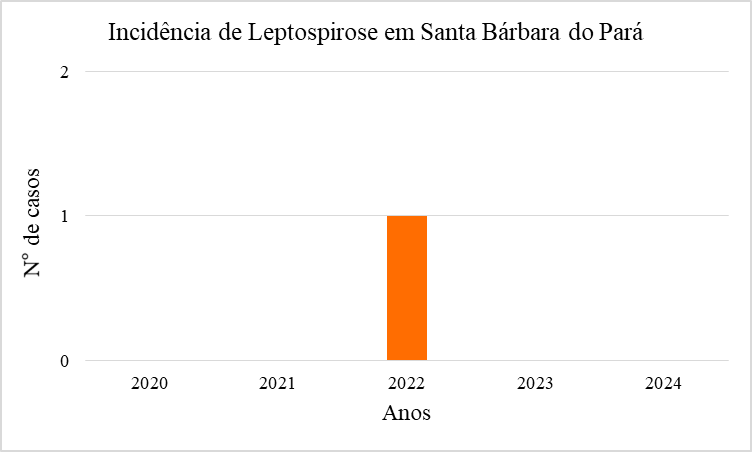 Incidência de Leptospirose em Santa Bárbara do Pará
2
1
0
N° de casos
2020 2021 2022 2023 2024
Anos